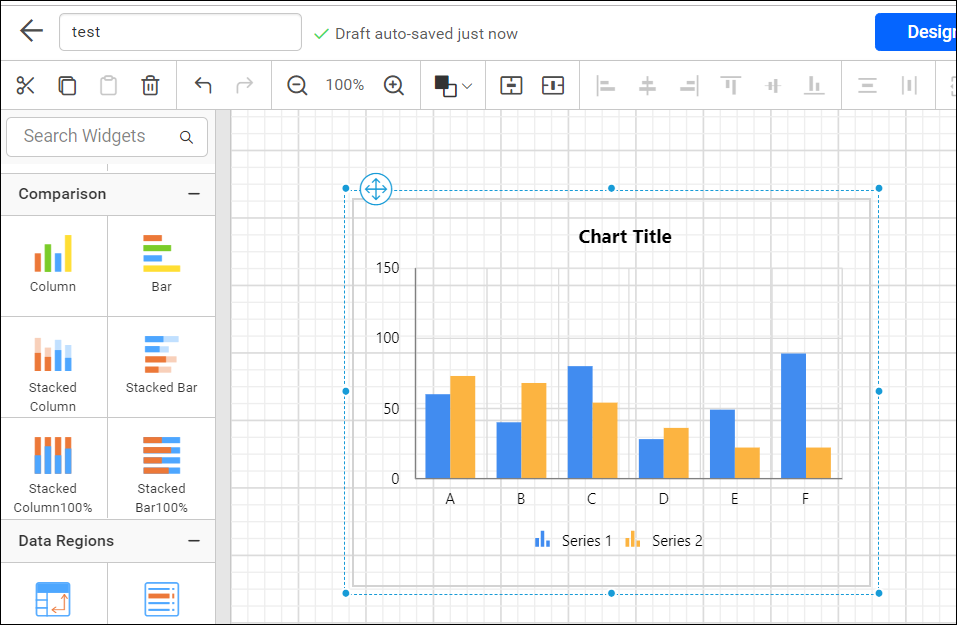 test
Draft auto-saved just now
100%
Search Widgets
Comparison
Column
Bar
Stacked
Column
Stacked Bar
Stacked
Column100%
Stacked
Bar100%
Data Regions
Chart Title
150
100
50
0
A B C D E F
Series 1 Series 2